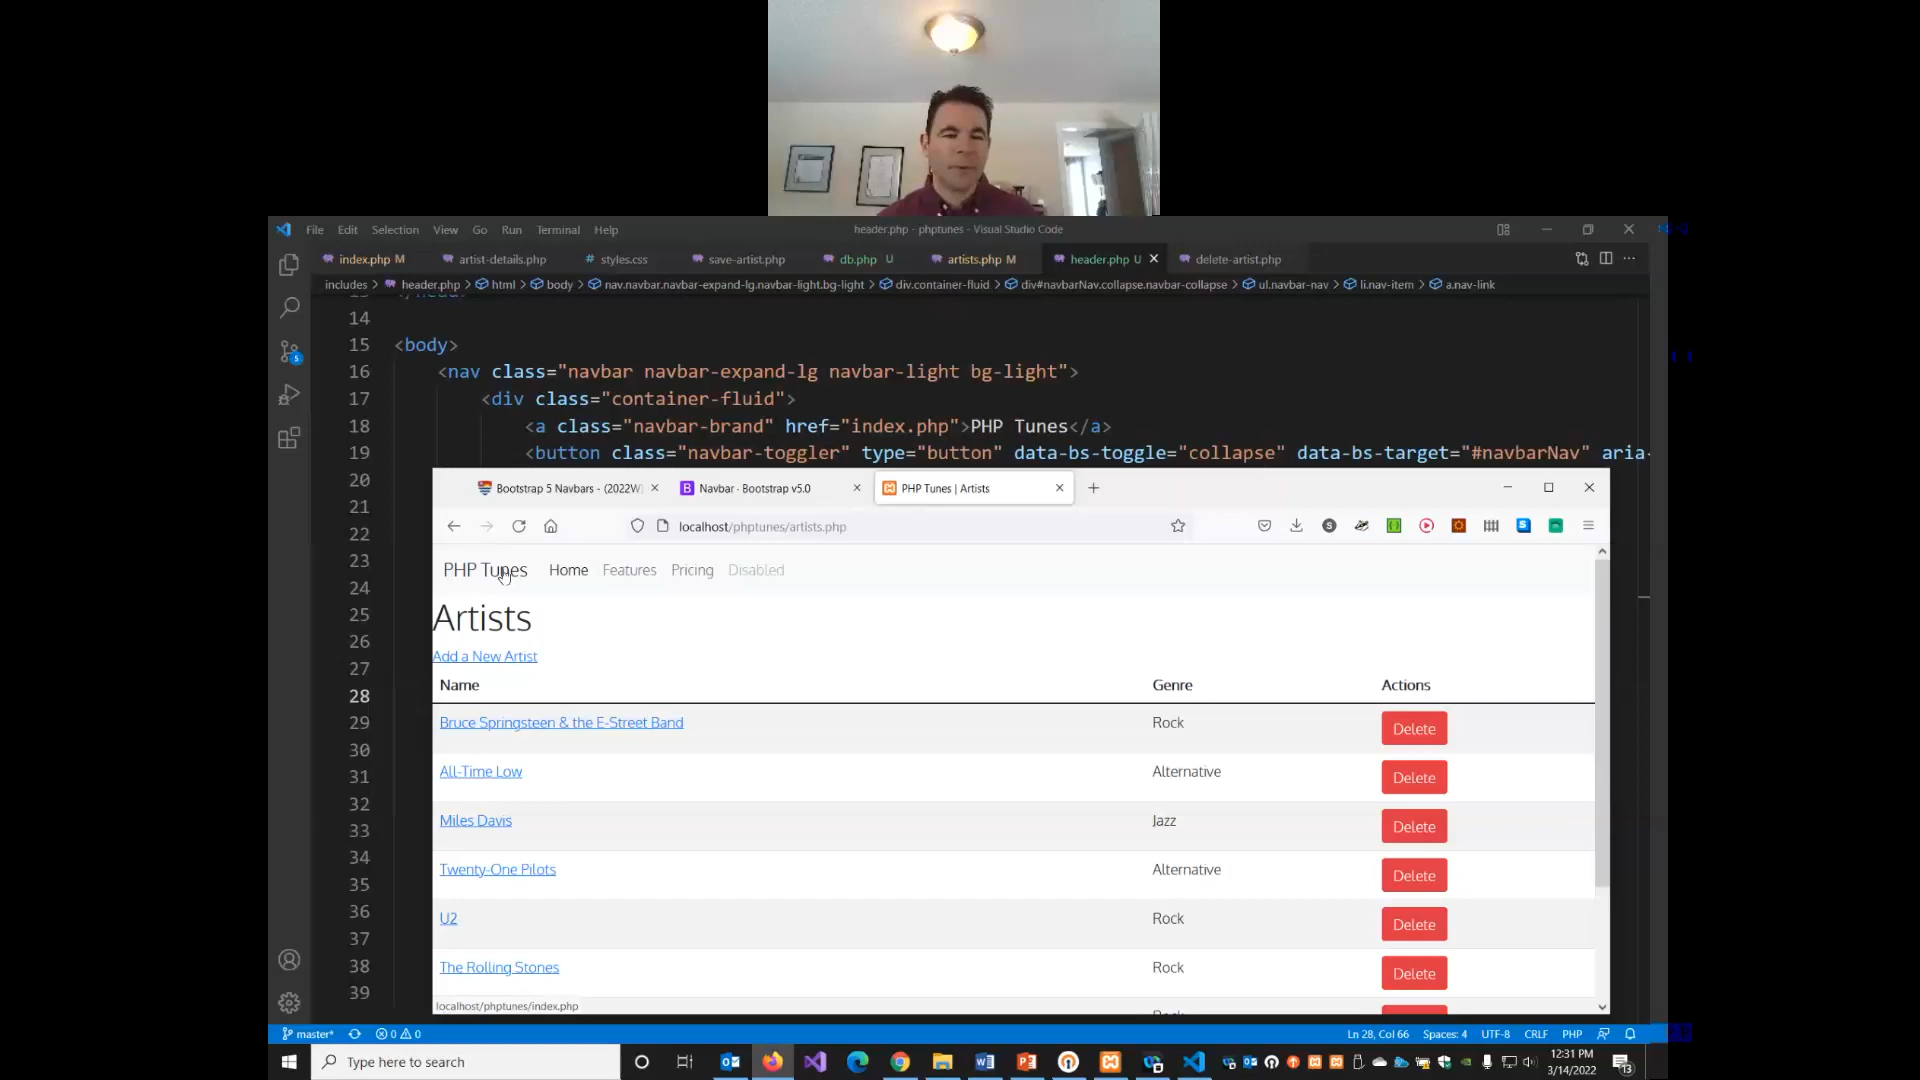 File Edit Selection View Go Run Terminal Help header.php - phptunes - Visual Studio Code
index.php M artist-details.php # styles.css save-artist.php db.php U artists.php M header.php U delete-artist.php
includes > header.php > html > body > nav.navbar.navbar-expand-lg.navbar-light.bg-light > div.container-fluid > div#navbarNav.collapse.navbar-collapse > ul.navbar-nav > li.nav-item > a.nav-link
14
15 <body>
16 <nav class="navbar navbar-expand-lg navbar-light bg-light">
17 <div class="container-fluid">
18 <a class="navbar-brand" href="index.php">PHP Tunes</a>
19 <button class="navbar-toggler" type="button" data-bs-toggle="collapse" data-bs-target="#navbarNav" aria-
20
21
22
23
24
25
26
27
28
29
30
31
32
33
34
35
36
37
38
39
Bootstrap 5 Navbars - (2022W) Navbar · Bootstrap v5.0 PHP Tunes | Artists
localhost/phptunes/artists.php
PHP Tunes Home Features Pricing Disabled
Artists
Add a New Artist
Name Genre Actions
Bruce Springsteen & the E-Street Band Rock Delete
All-Time Low Alternative Delete
Miles Davis Jazz Delete
Twenty-One Pilots Alternative Delete
U2 Rock Delete
The Rolling Stones Rock Delete
localhost/phptunes/index.php
master* 0 0 Ln 28, Col 66 Spaces: 4 UTF-8 CRLF PHP
Type here to search
12:31 PM
3/14/2022
13